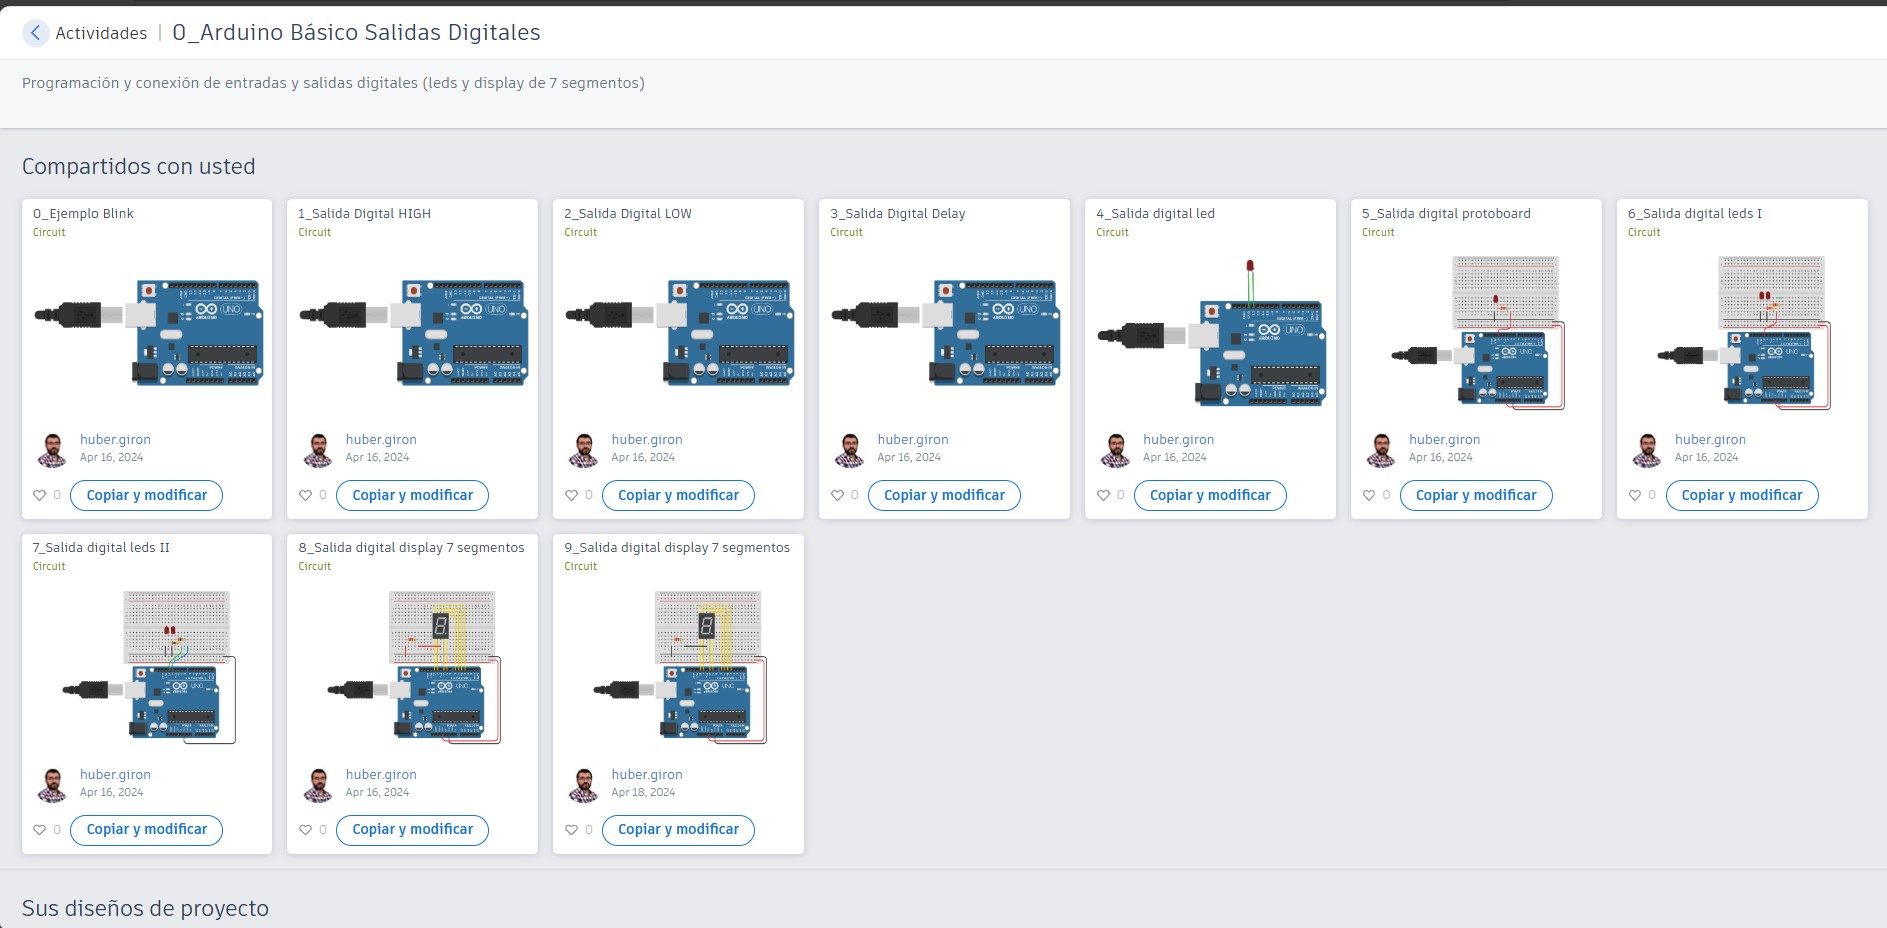 Actividades | 0_Arduino Básico Salidas Digitales
Programación y conexión de entradas y salidas digitales (leds y display de 7 segmentos)
Compartidos con usted
0_Ejemplo Blink
Circuit
huber.giron
Apr 16, 2024
0 Copiar y modificar
1_Salida Digital HIGH
Circuit
huber.giron
Apr 16, 2024
0 Copiar y modificar
2_Salida Digital LOW
Circuit
huber.giron
Apr 16, 2024
0 Copiar y modificar
3_Salida Digital Delay
Circuit
huber.giron
Apr 16, 2024
0 Copiar y modificar
4_Salida digital led
Circuit
huber.giron
Apr 16, 2024
0 Copiar y modificar
5_Salida digital protoboard
Circuit
huber.giron
Apr 16, 2024
0 Copiar y modificar
6_Salida digital leds I
Circuit
huber.giron
Apr 16, 2024
0 Copiar y modificar
7_Salida digital leds II
Circuit
huber.giron
Apr 16, 2024
0 Copiar y modificar
8_Salida digital display 7 segmentos
Circuit
huber.giron
Apr 16, 2024
0 Copiar y modificar
9_Salida digital display 7 segmentos
Circuit
huber.giron
Apr 18, 2024
0 Copiar y modificar
Sus diseños de proyecto